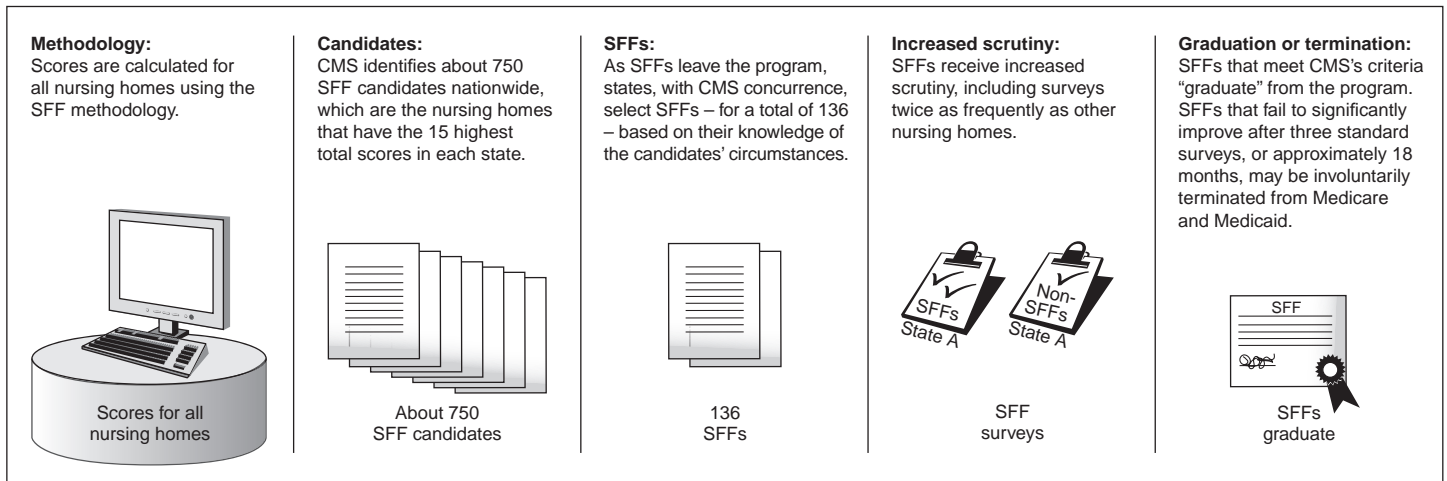 Methodology:
Scores are calculated for
all nursing homes using the
SFF methodology.
Scores for all
nursing homes
Candidates:
CMS identifies about 750
SFF candidates nationwide,
which are the nursing homes
that have the 15 highest
total scores in each state.
About 750
SFF candidates
SFFs:
As SFFs leave the program,
states, with CMS concurrence,
select SFFs – for a total of 136
– based on their knowledge of
the candidates’ circumstances.
136
SFFs
Increased scrutiny:
SFFs receive increased
scrutiny, including surveys
twice as frequently as other
nursing homes.
SFFs
State A
Non-
SFFs
State A
SFF
surveys
Graduation or termination:
SFFs that meet CMS’s criteria
“graduate” from the program.
SFFs that fail to significantly
improve after three standard
surveys, or approximately 18
months, may be involuntarily
terminated from Medicare
and Medicaid.
SFF
SFFs
graduate